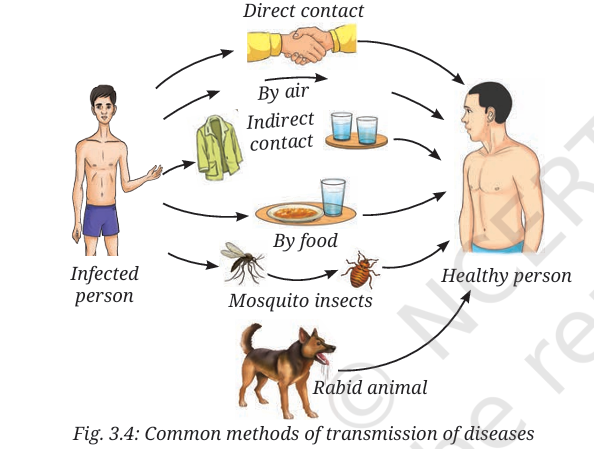 Direct contact
By air
Indirect
contact
By food
Infected
person
Healthy person
Mosquito insects
Rabid animal
© NCERT
he re
Fig. 3.4: Common methods of transmission of diseases